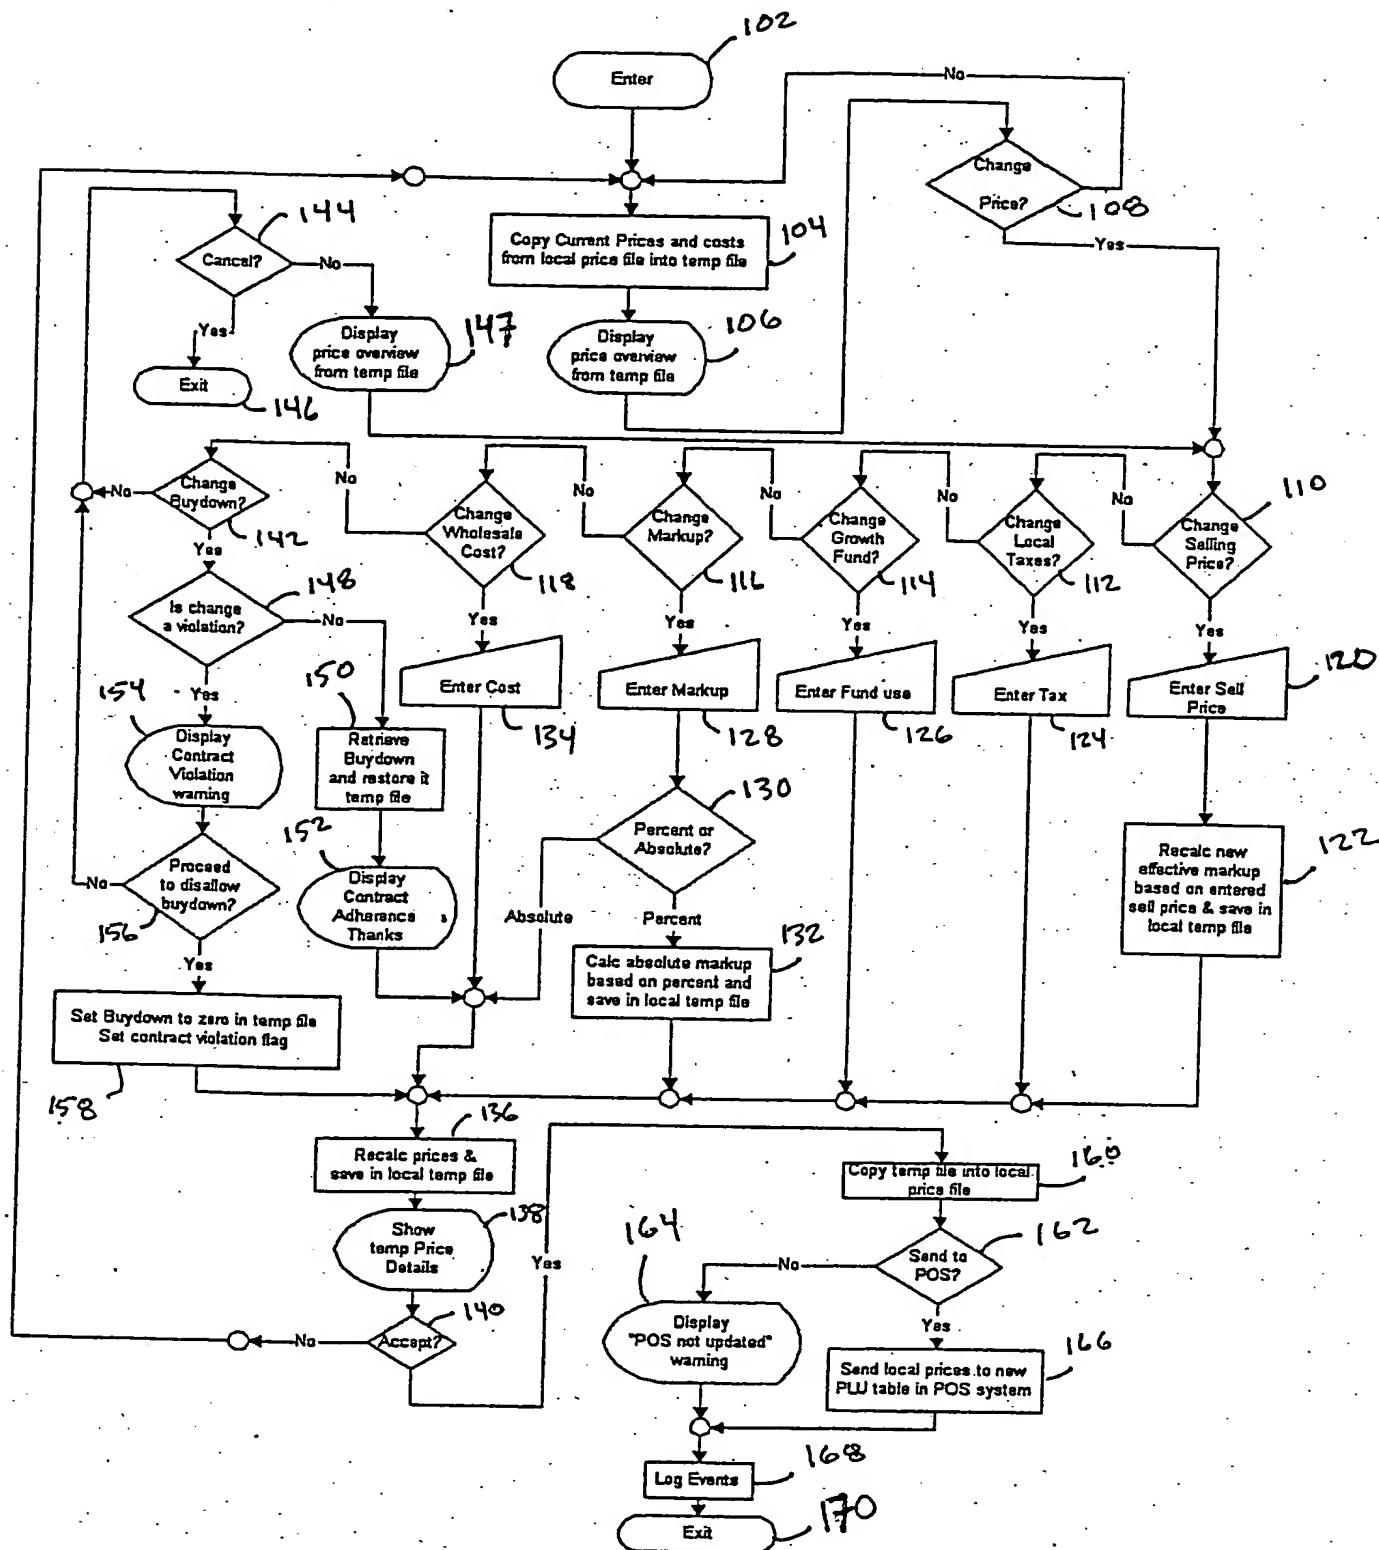 102
Enter
No
Change
Price?
108
Yes
144
Cancel?
No
Yes
Exit
146
Display
price overview
from temp file
147
Copy Current Prices and costs
from local price file into temp file
104
Display
price overview
from temp file
106
No
Change
Buydown?
142
Yes
No
Change
Wholesale
Cost?
118
Yes
No
Change
Markup?
116
Yes
No
Change
Growth
Fund?
114
Yes
No
Change
Local
Taxes?
112
Yes
No
Change
Selling
Price?
110
Yes
Is change
a violation?
148
No
Yes
Enter Cost
134
Enter Markup
128
Enter Fund use
126
Enter Tax
124
Enter Sell
Price
120
154
Display
Contract
Violation
warning
150
Retrieve
Buydown
and restore it
temp file
130
Percent or
Absolute?
Absolute
Percent
Recalc new
effective markup
based on entered
sell price & save in
local temp file
122
No
Proceed
to disallow
buydown?
156
Yes
152
Display
Contract
Adherence
Thanks
Calc absolute markup
based on percent and
save in local temp file
132
Set Buydown to zero in temp file
Set contract violation flag
158
136
Recalc prices &
save in local temp file
Show
temp Price
Details
138
Yes
140
Accept?
No
Copy temp file into local
price file
160
Send to
POS?
162
No
Yes
164
Display
"POS not updated"
warning
Send local prices to new
PLU table in POS system
166
Log Events
168
Exit
170